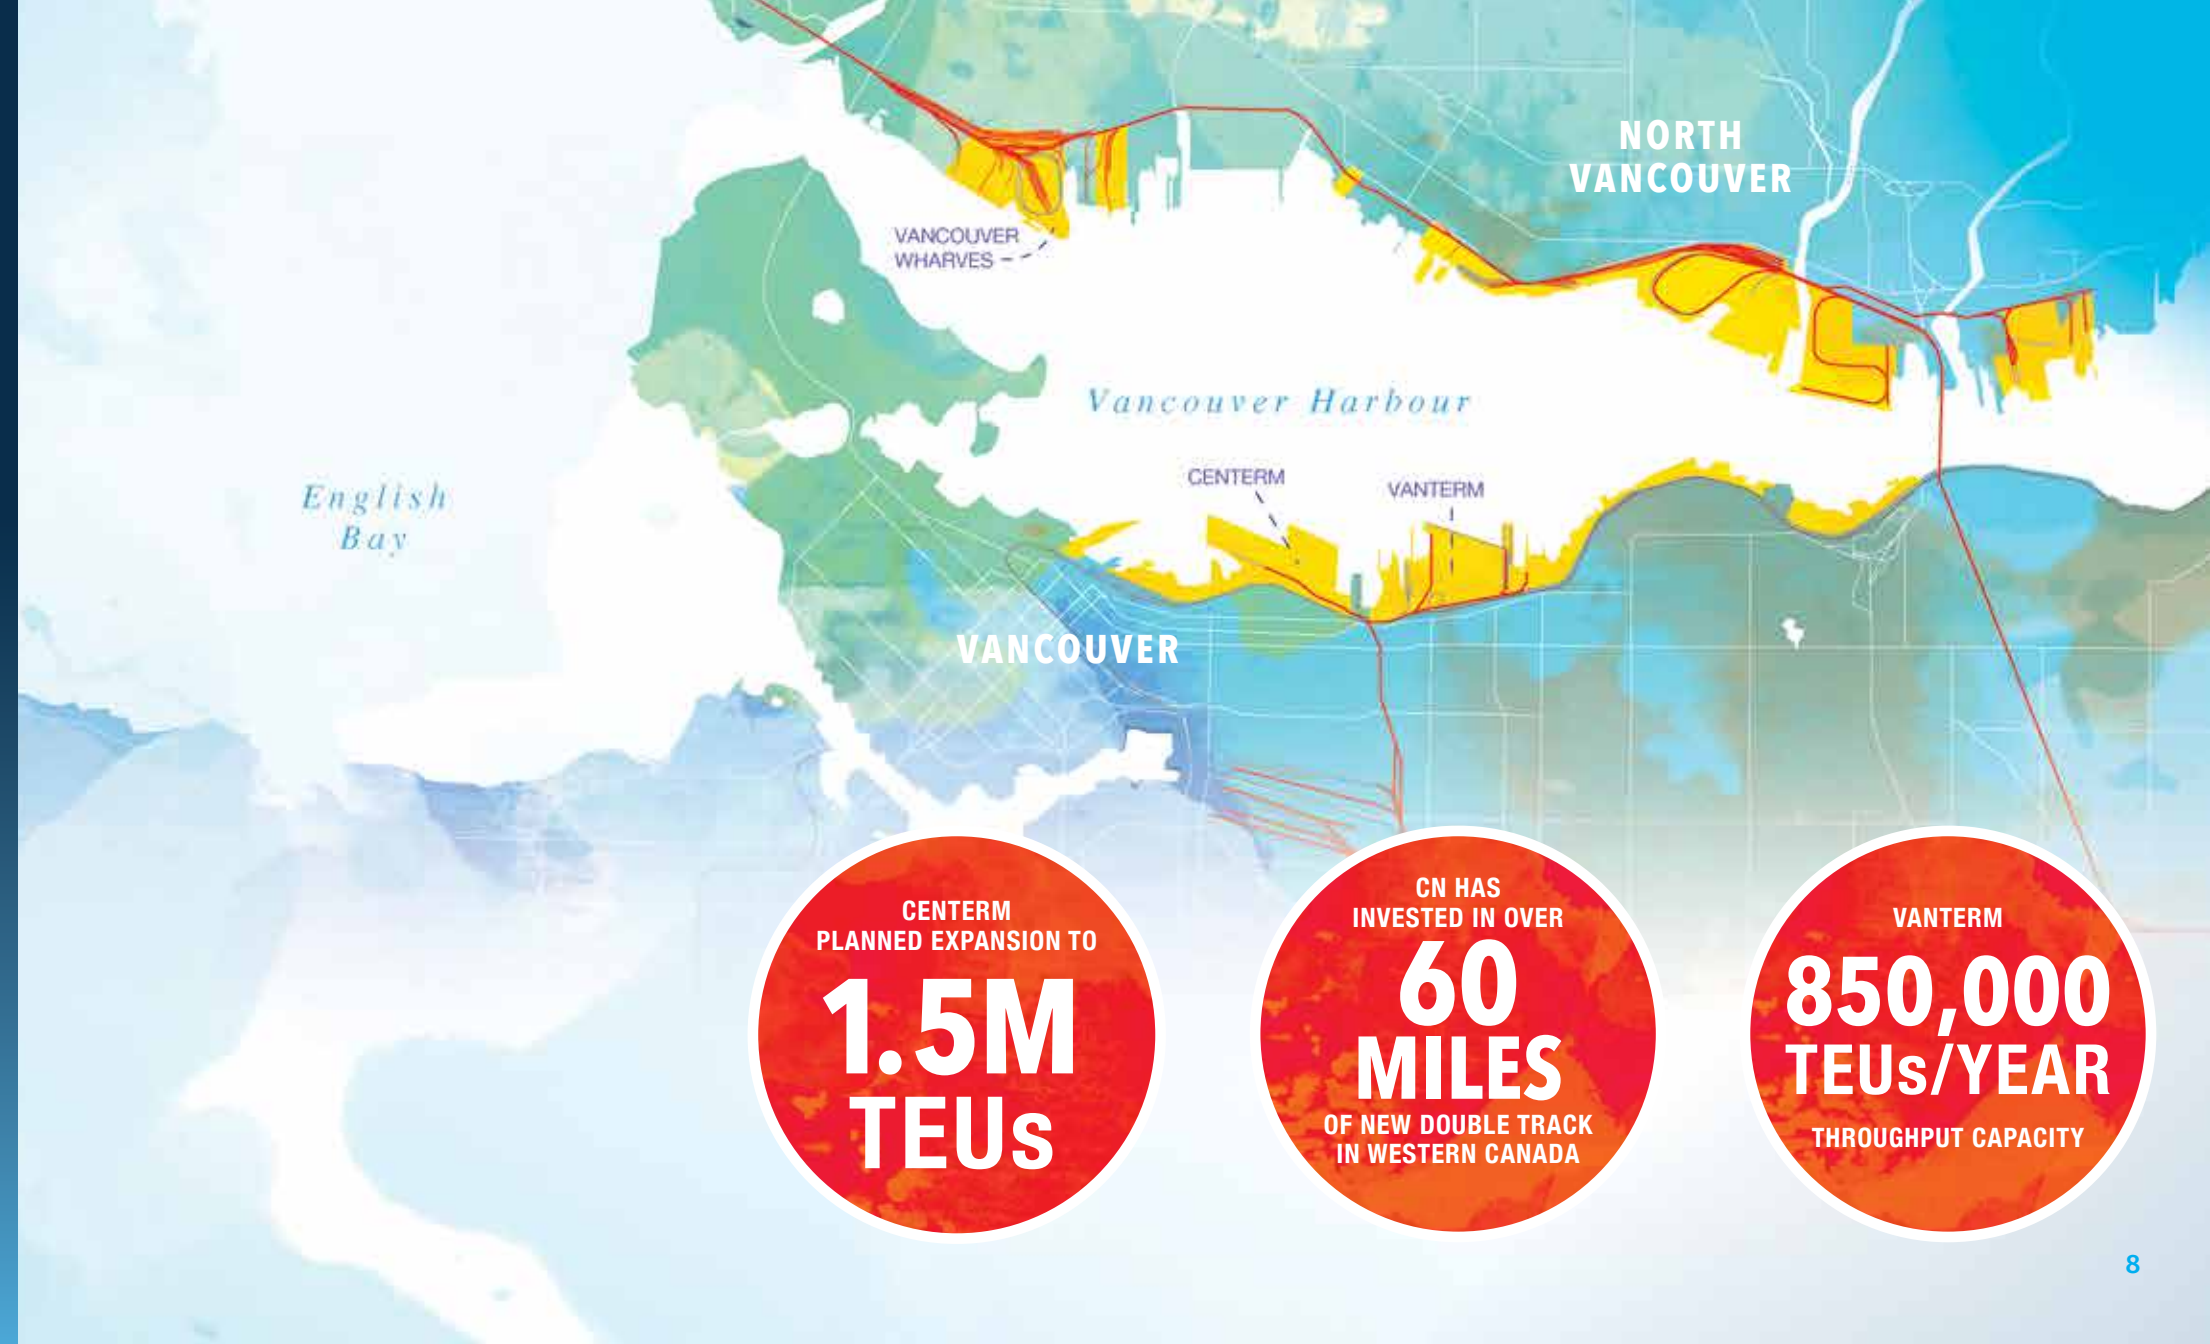 NORTH
VANCOUVER
VANCOUVER
WHARVES
Vancouver Harbour
CENTERM
VANTERM
English
Bay
VANCOUVER
CENTERM
PLANNED EXPANSION TO
1.5M
TEUs
CN HAS
INVESTED IN OVER
60
MILES
OF NEW DOUBLE TRACK
IN WESTERN CANADA
VANTERM
850,000
TEUs/YEAR
THROUGHPUT CAPACITY
8